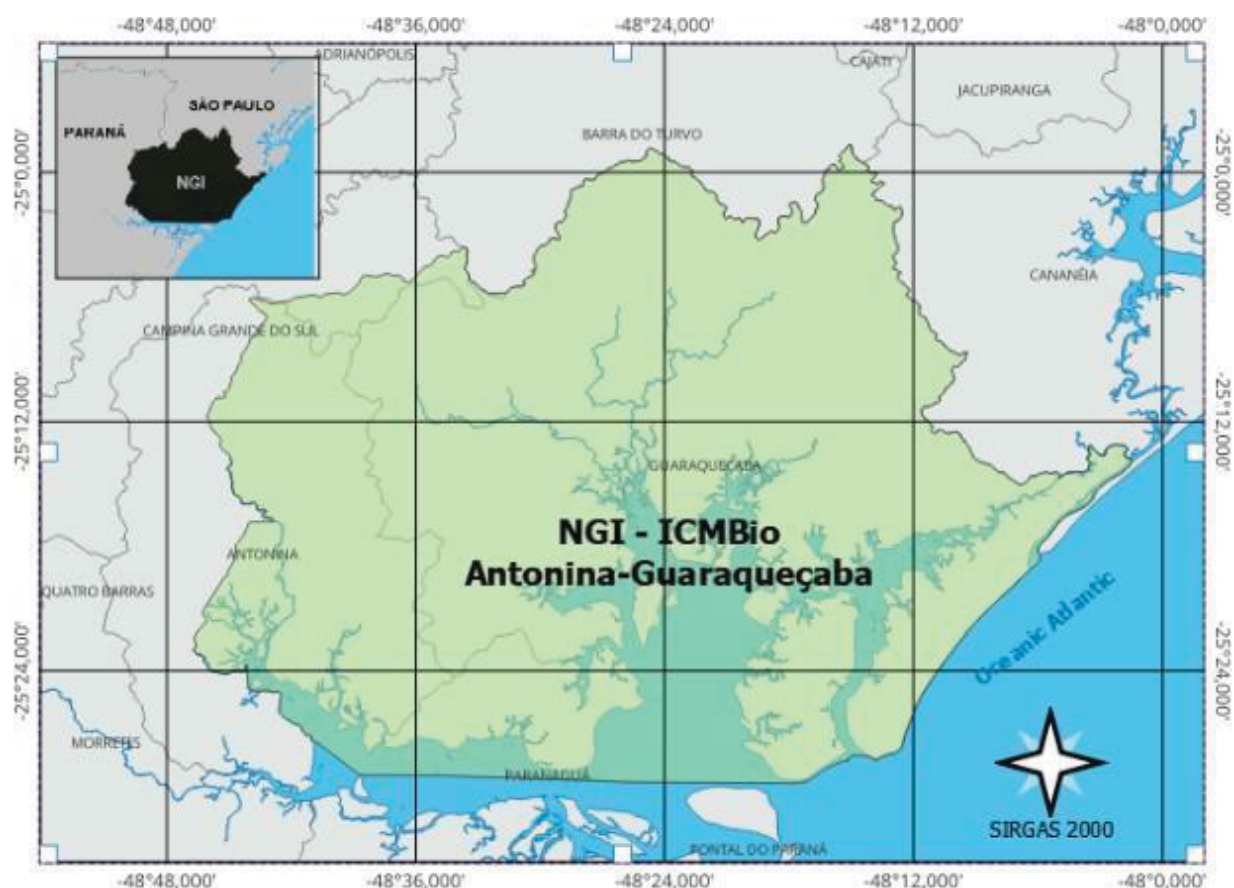 -48°48,000' -48°36,000' -48°24,000' -48°12,000' -48°0,000'
ADRIANÓPOLIS
CAJATI
JACUPIRANGA
SÃO PAULO
PARANÁ
NGI
BARRA DO TURVO
-25°0,000' -25°0,000'
CANANÉIA
CAMPINA GRANDE DO SUL
-25°12,000' -25°12,000'
GUARAQUEÇABA
NGI - ICMBio
Antonina-Guaraqueçaba
ANTONINA
QUATRO BARRAS
Oceanic Atlantic
-25°24,000' -25°24,000'
MORRETES
PARANAGUÁ
SIRGAS 2000
PONTAL DO PARANÁ
-48°48,000' -48°36,000' -48°24,000' -48°12,000' -48°0,000'